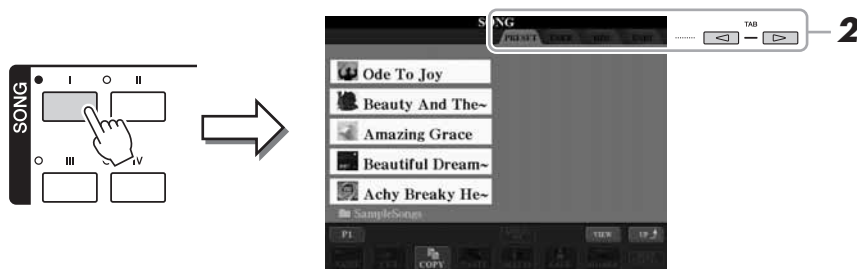 SONG
I
II
III
IV
SONG
PRESET USER
TAB
2
Ode To Joy
Beauty And The~
Amazing Grace
Beautiful Dream~
Achy Breaky He~
SampleSongs
P1
VIEW
UP
COPY